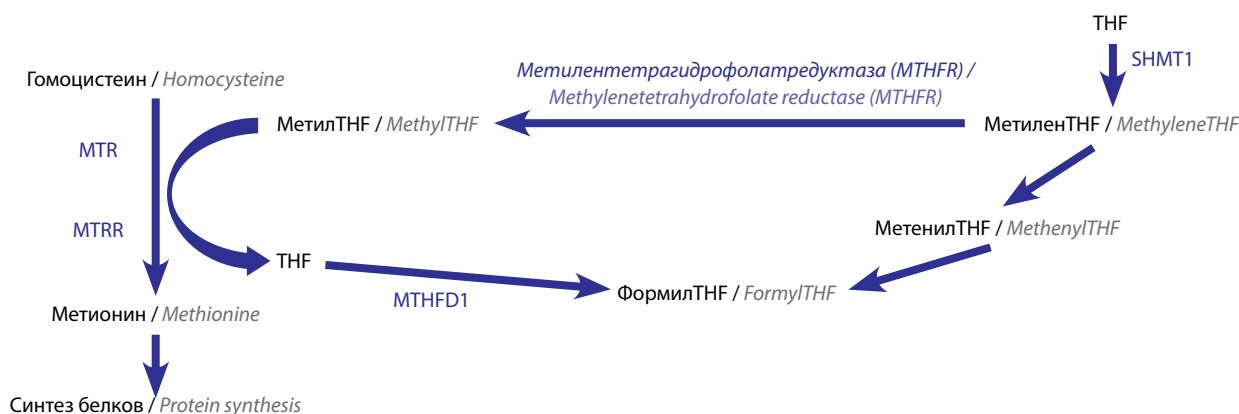 THF
SHMT1
Гомоцистеин / Homocysteine
Метилентетрагидрофолатредуктаза (MTHFR) /
Methylenetetrahydrofolate reductase (MTHFR)
МетилTHF / MethylTHF
МетиленTHF / MethyleneTHF
MTR
MTRR
МетенилTHF / MethenylTHF
THF
MTHFD1
ФормилTHF / FormylTHF
Метионин / Methionine
Синтез белков / Protein synthesis